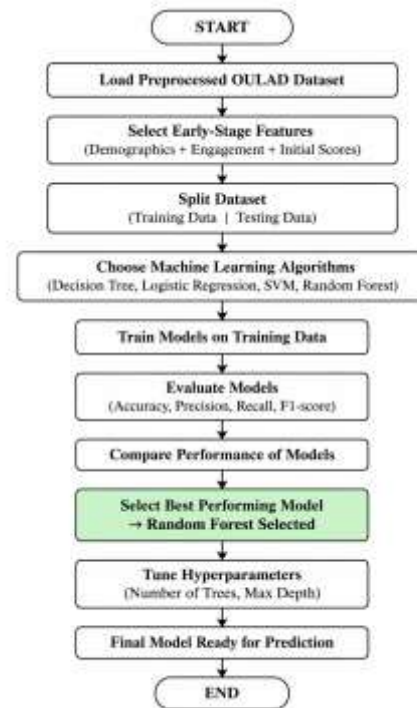 START
Load Preprocessed OULAD Dataset
Select Early-Stage Features
(Demographics + Engagement + Initial Scores)
Split Dataset
(Training Data | Testing Data)
Choose Machine Learning Algorithms
(Decision Tree, Logistic Regression, SVM, Random Forest)
Train Models on Training Data
Evaluate Models
(Accuracy, Precision, Recall, F1-score)
Compare Performance of Models
Select Best Performing Model
→ Random Forest Selected
Tune Hyperparameters
(Number of Trees, Max Depth)
Final Model Ready for Prediction
END